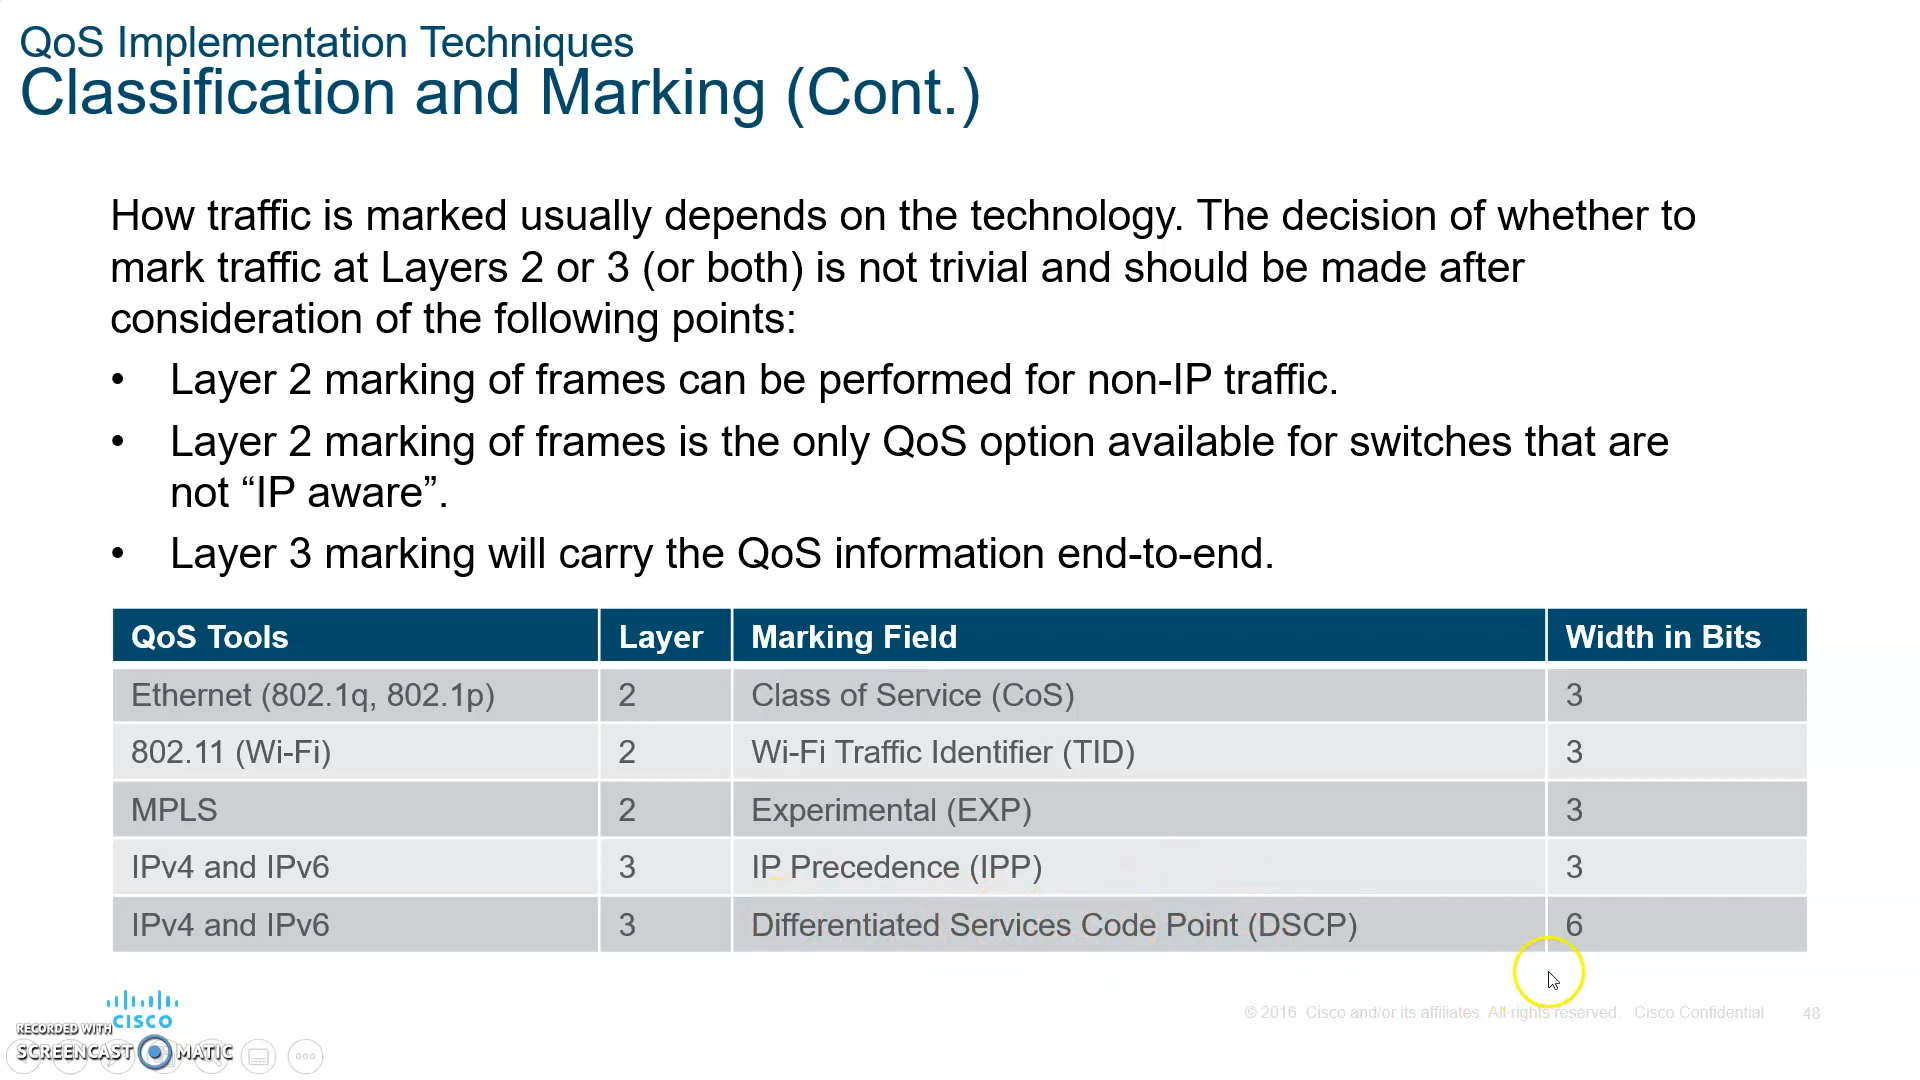 QoS Implementation Techniques
Classification and Marking (Cont.)
How traffic is marked usually depends on the technology. The decision of whether to
mark traffic at Layers 2 or 3 (or both) is not trivial and should be made after
consideration of the following points:
• Layer 2 marking of frames can be performed for non-IP traffic.
• Layer 2 marking of frames is the only QoS option available for switches that are
not “IP aware”.
• Layer 3 marking will carry the QoS information end-to-end.
QoS Tools Layer Marking Field Width in Bits
Ethernet (802.1q, 802.1p) 2 Class of Service (CoS) 3
802.11 (Wi-Fi) 2 Wi-Fi Traffic Identifier (TID) 3
MPLS 2 Experimental (EXP) 3
IPv4 and IPv6 3 IP Precedence (IPP) 3
IPv4 and IPv6 3 Differentiated Services Code Point (DSCP) 6
CISCO
© 2016 Cisco and/or its affiliates. All rights reserved. Cisco Confidential 48
RECORDED WITH
SCREENCAST MATIC